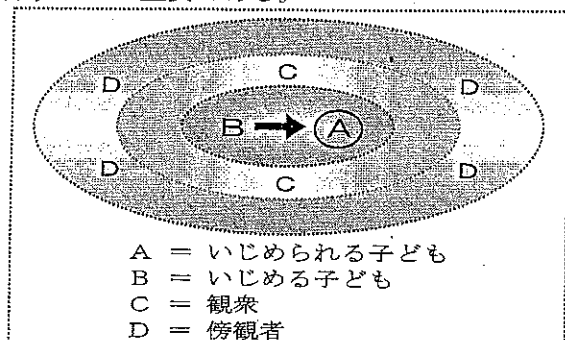 C
D D
B → A
D D
C
A = いじめられる子ども
B = いじめる子ども
C = 観衆
D = 傍観者